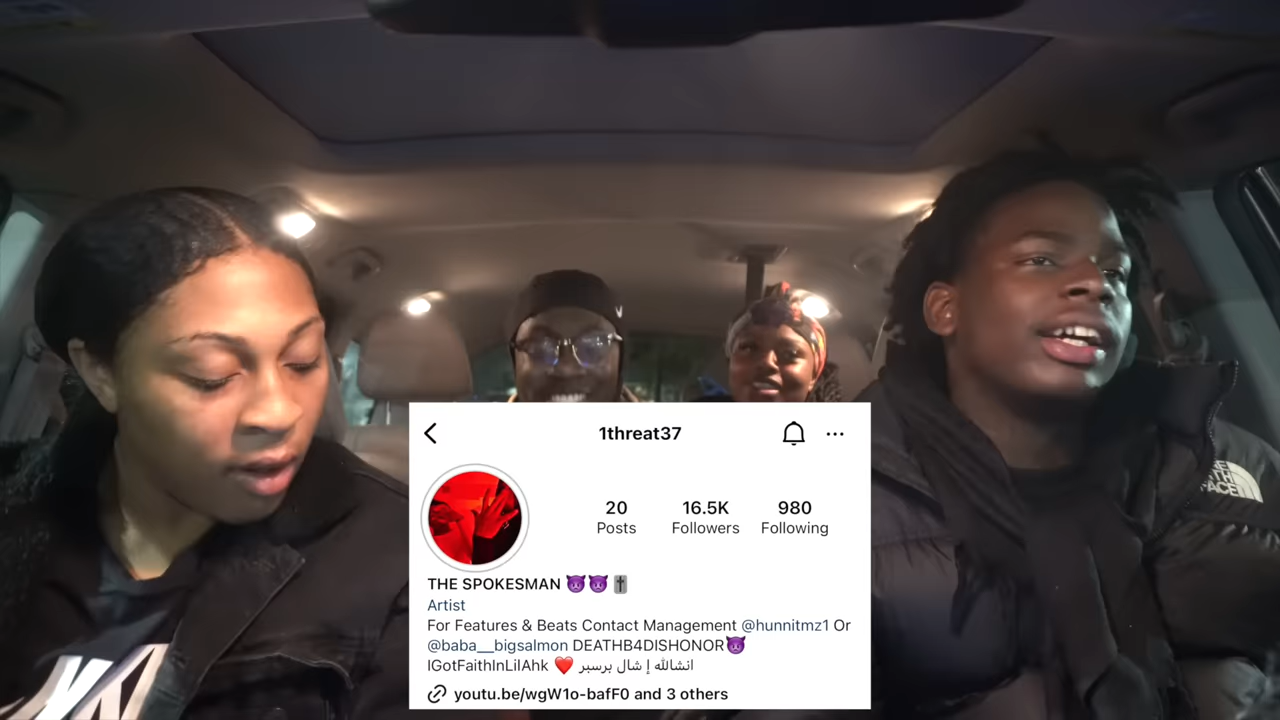 1threat37
20
16.5K
980
Posts
Followers
Following
THE SPOKESMAN 😈😈🪦
Artist
For Features & Beats Contact Management @hunnitmz1 Or
@baba__bigsalmon DEATHB4DISHONOR😈
IGotFaithInLilAhk ❤️ انشالله إ شال برسبر
youtu.be/wgW1o-bafF0 and 3 others
THE
NORTH
FACE